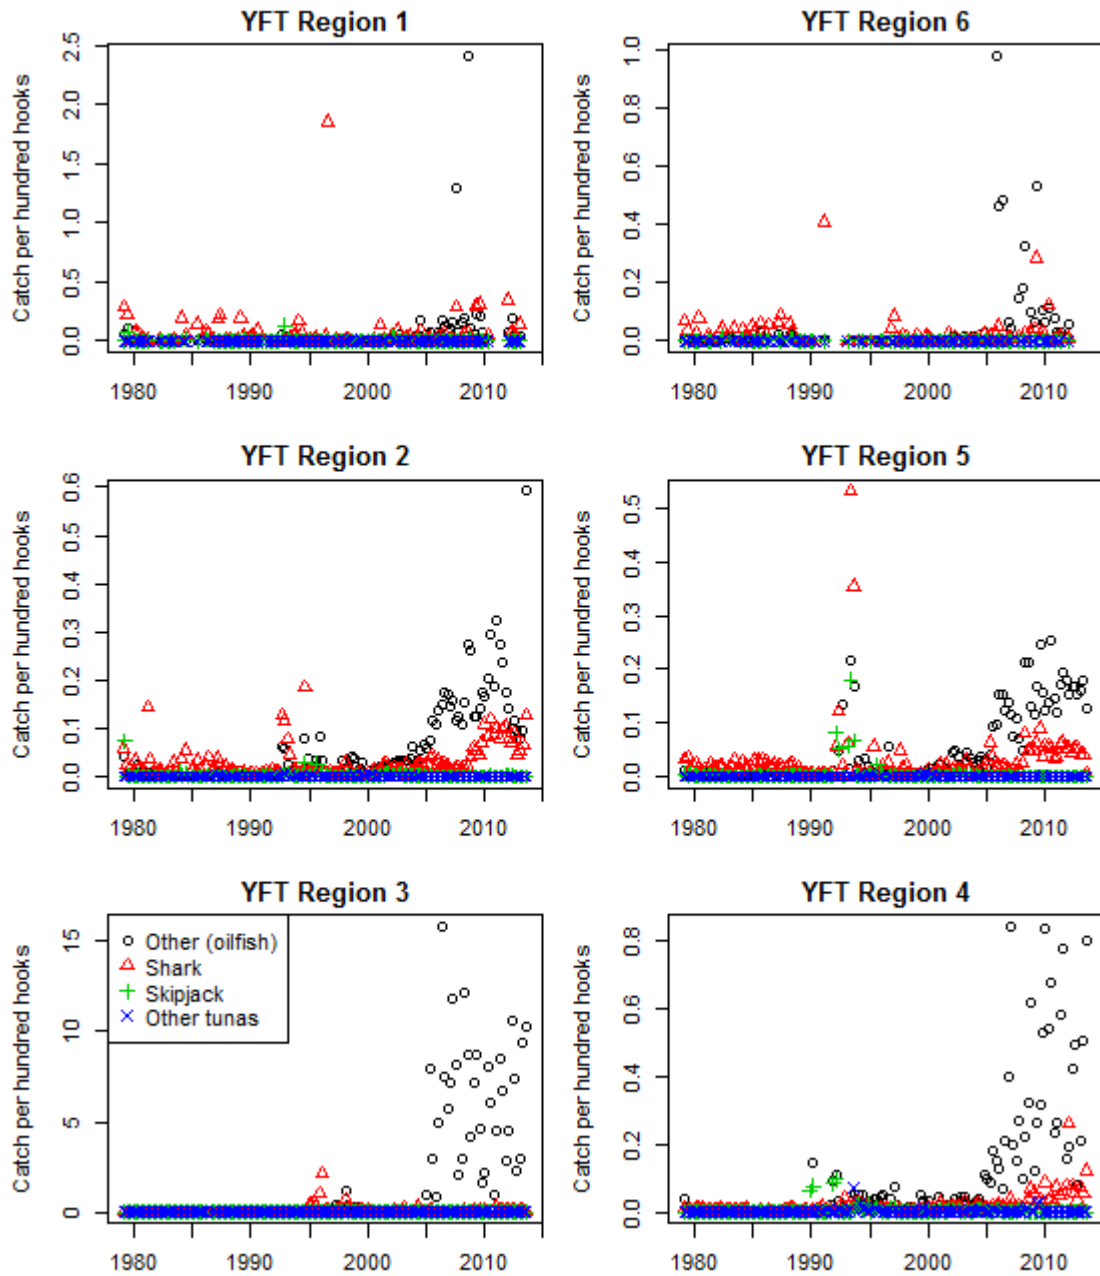 YFT Region 1
Catch per hundred hooks
0.0 0.5 1.0 1.5 2.0 2.5
1980 1990 2000 2010
YFT Region 6
Catch per hundred hooks
0.0 0.2 0.4 0.6 0.8 1.0
1980 1990 2000 2010
YFT Region 2
Catch per hundred hooks
0.0 0.1 0.2 0.3 0.4 0.5 0.6
1980 1990 2000 2010
YFT Region 5
Catch per hundred hooks
0.0 0.1 0.2 0.3 0.4 0.5
1980 1990 2000 2010
YFT Region 3
Catch per hundred hooks
0 5 10 15
Other (oilfish)
Shark
Skipjack
Other tunas
1980 1990 2000 2010
YFT Region 4
Catch per hundred hooks
0.0 0.2 0.4 0.6 0.8
1980 1990 2000 2010